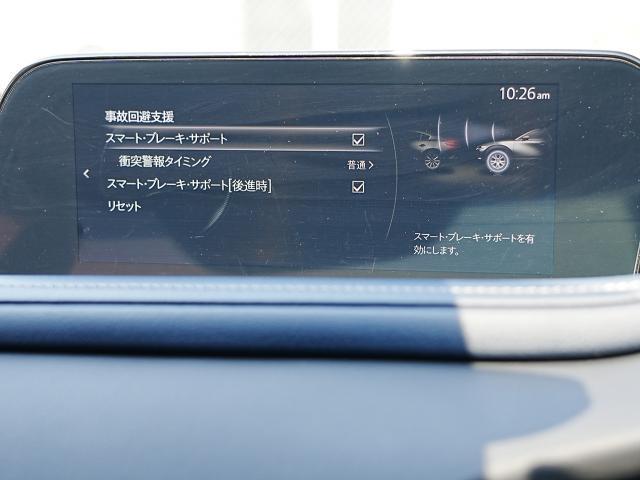 10:26am
事故回避支援
スマート・ブレーキ・サポート
衝突警報タイミング 普通
スマート・ブレーキ・サポート[後進時]
リセット
スマート・ブレーキ・サポートを有
効にします。